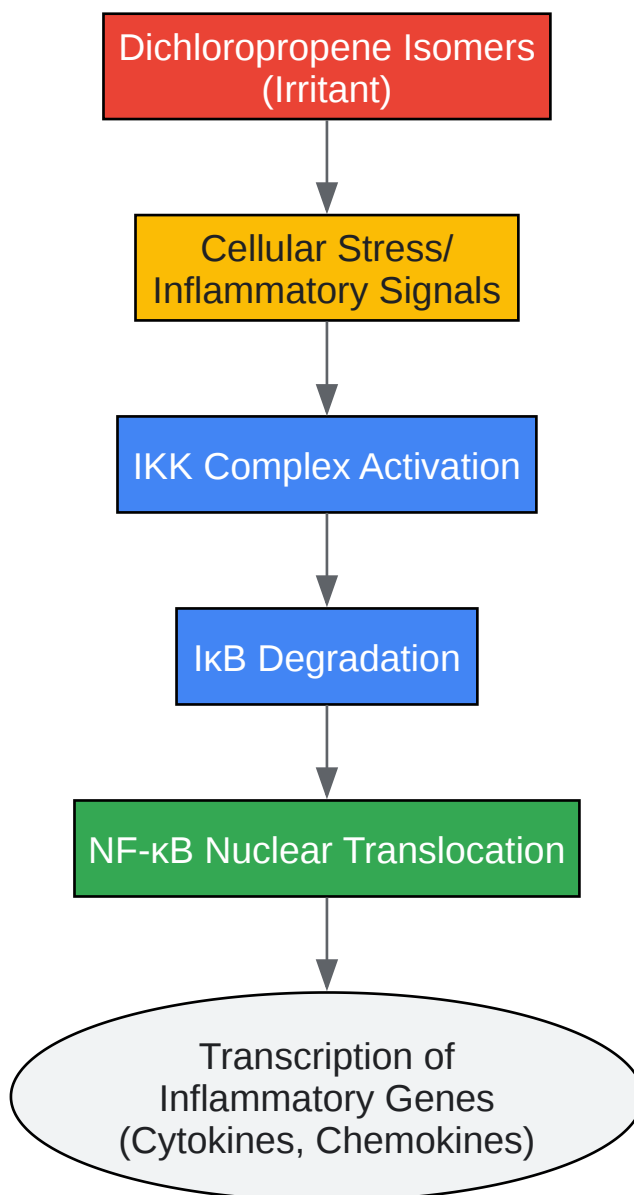 Dichloropropene Isomers
(Irritant)
Cellular Stress/
Inflammatory Signals
IKK Complex Activation
IκB Degradation
NF-κB Nuclear Translocation
Transcription of
Inflammatory Genes
(Cytokines, Chemokines)